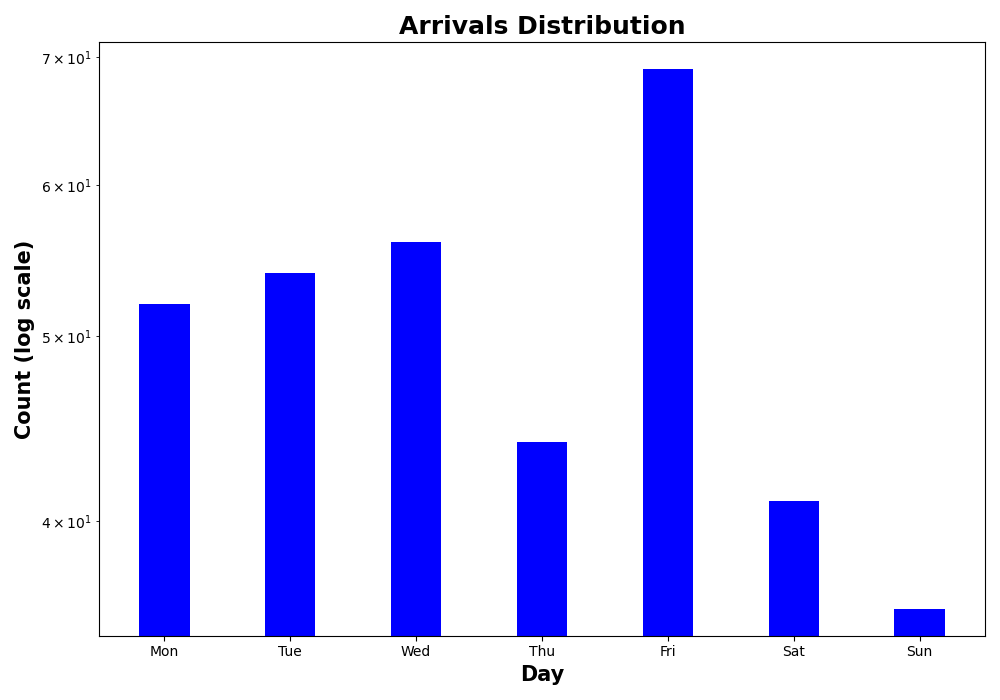 Arrivals Distribution
Count (log scale)
7 × 10¹
6 × 10¹
5 × 10¹
4 × 10¹
Mon Tue Wed Thu Fri Sat Sun
Day